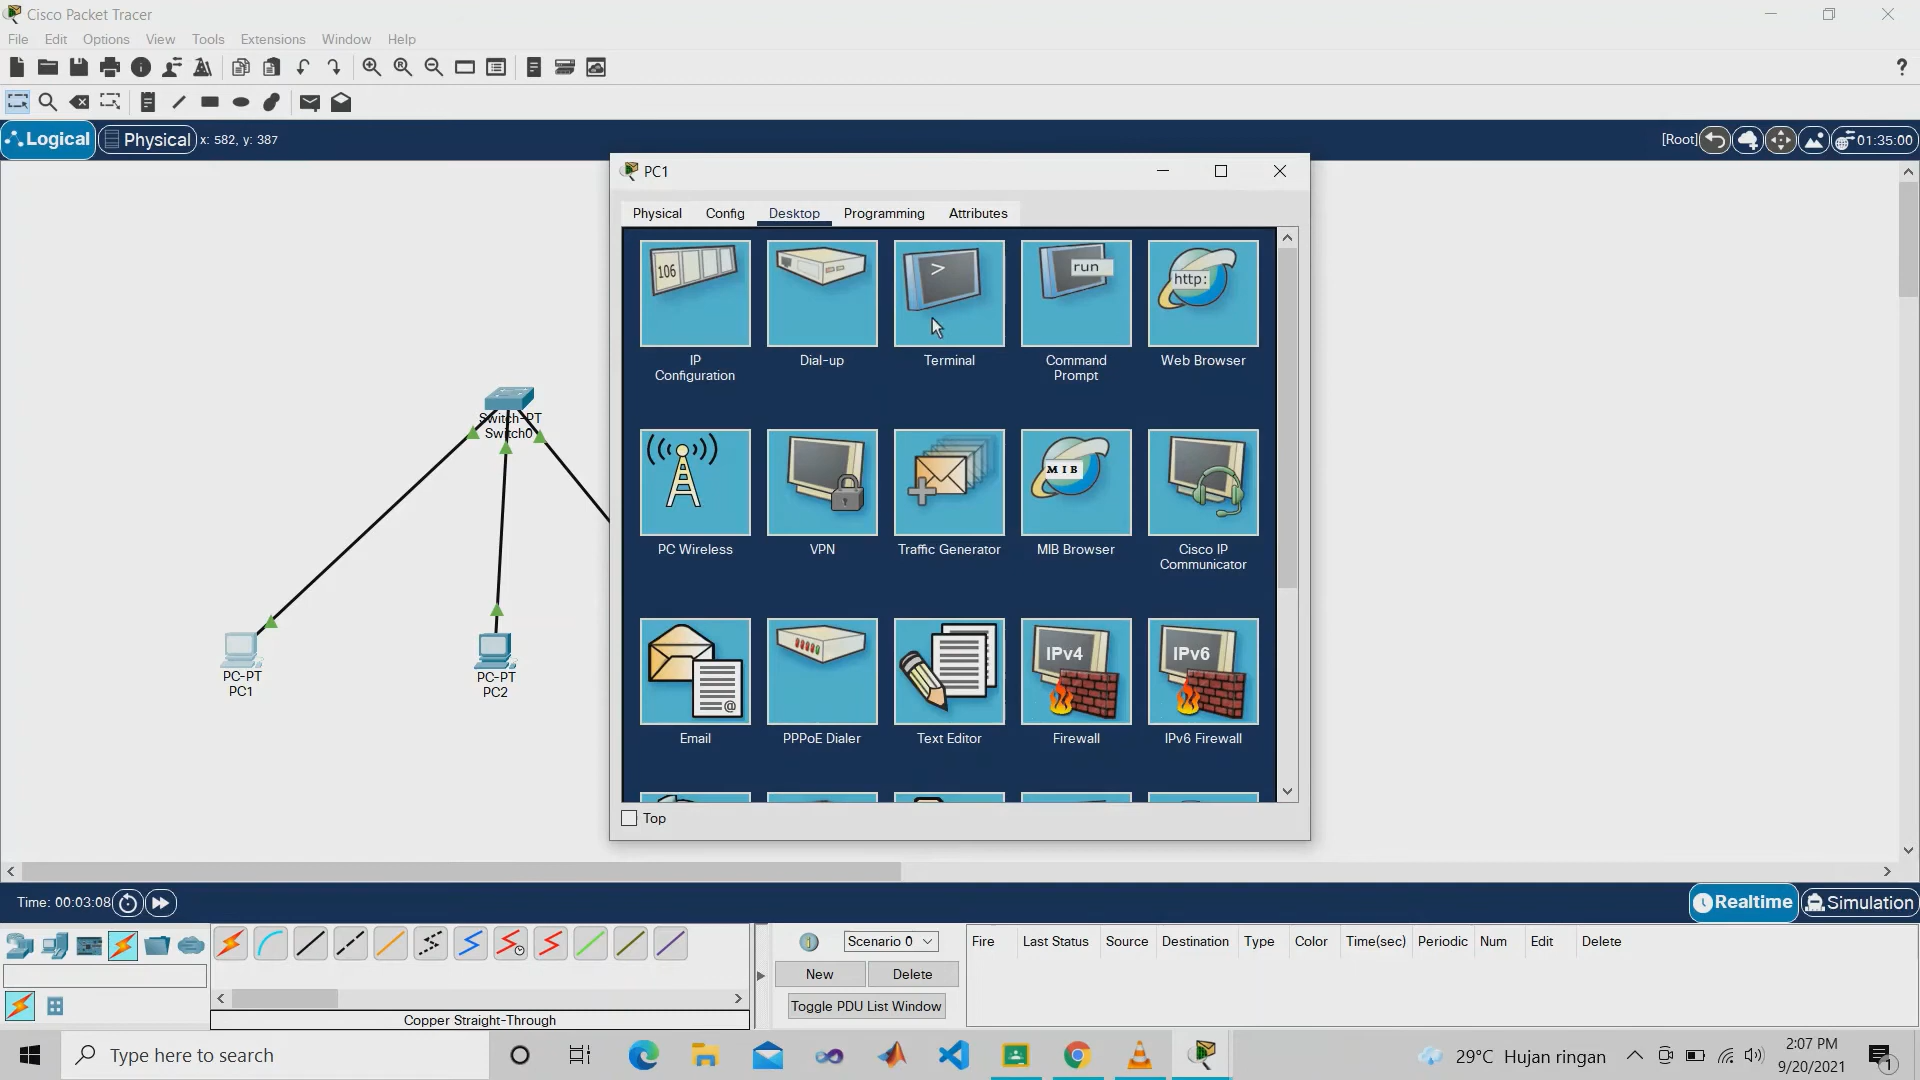 Cisco Packet Tracer
File Edit Options View Tools Extensions Window Help
Logical Physical x: 582, y: 387
[Root] 01:35:00
PC1
Physical Config Desktop Programming Attributes
106
>
run
http:
IP
Configuration
Dial-up
Terminal
Command
Prompt
Web Browser
MIB
PC Wireless
VPN
Traffic Generator
MIB Browser
Cisco IP
Communicator
@
IPv4
IPv6
Email
PPPoE Dialer
Text Editor
Firewall
IPv6 Firewall
Top
Switch-PT
Switch0
PC-PT
PC1
PC-PT
PC2
Time: 00:03:08
Realtime Simulation
Scenario 0
New Delete
Toggle PDU List Window
Fire Last Status Source Destination Type Color Time(sec) Periodic Num Edit Delete
Copper Straight-Through
Type here to search
29°C Hujan ringan
2:07 PM
9/20/2021
1